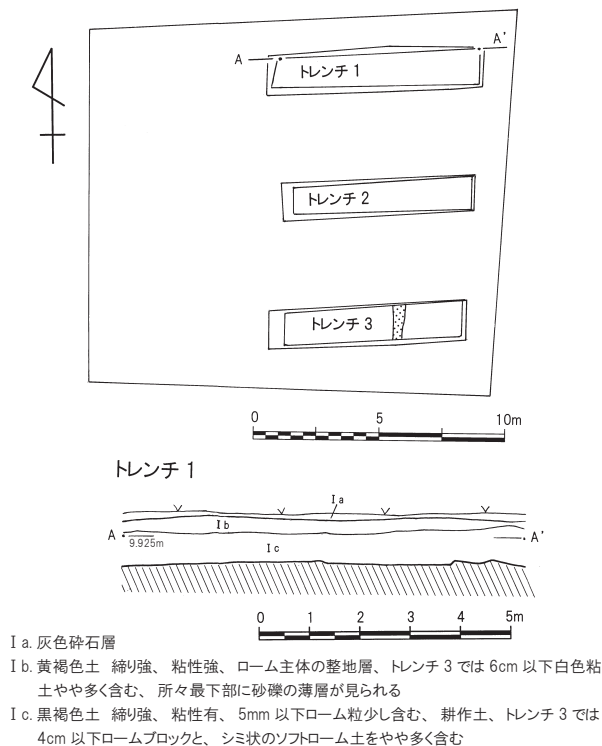 A A'
トレンチ 1
トレンチ 2
トレンチ 3
0 5 10m
トレンチ 1
Ⅰa
Ⅰb
A A'
9.925m
Ⅰc
0 1 2 3 4 5m
Ⅰa. 灰色砕石層
Ⅰb. 黄褐色土 締り強、 粘性強、 ローム主体の整地層、 トレンチ 3 では 6cm 以下白色粘
土やや多く含む、 所々最下部に砂礫の薄層が見られる
Ⅰc. 黒褐色土 締り強、 粘性有、 5mm 以下ローム粒少し含む、 耕作土、 トレンチ 3 では
4cm 以下ロームブロックと、 シミ状のソフトローム土をやや多く含む